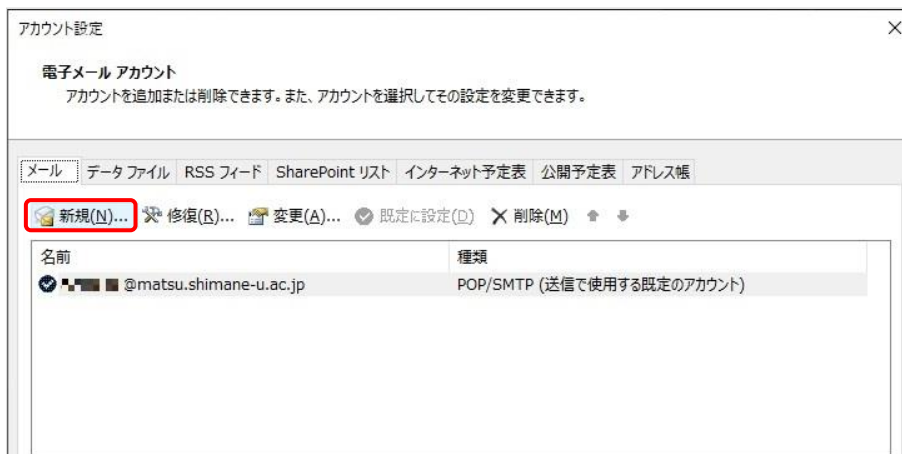 アカウント設定
電子メール アカウント
アカウントを追加または削除できます。また、アカウントを選択してその設定を変更できます。
メール データ ファイル RSS フィード SharePoint リスト インターネット予定表 公開予定表 アドレス帳
新規(N)... 修復(R)... 変更(A)... 既定に設定(D) 削除(M)
名前 種類
@matsu.shimane-u.ac.jp POP/SMTP (送信で使用する既定のアカウント)